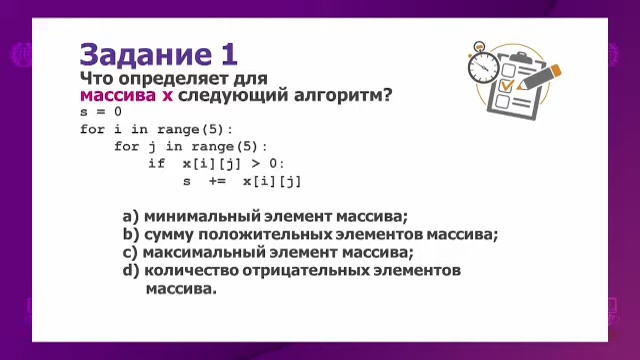 Задание 1
Что определяет для
массива х следующий алгоритм?
s = 0
for i in range(5):
    for j in range(5):
        if  x[i][j] > 0:
            s  +=  x[i][j]
a) минимальный элемент массива;
b) сумму положительных элементов массива;
c) максимальный элемент массива;
d) количество отрицательных элементов
массива.